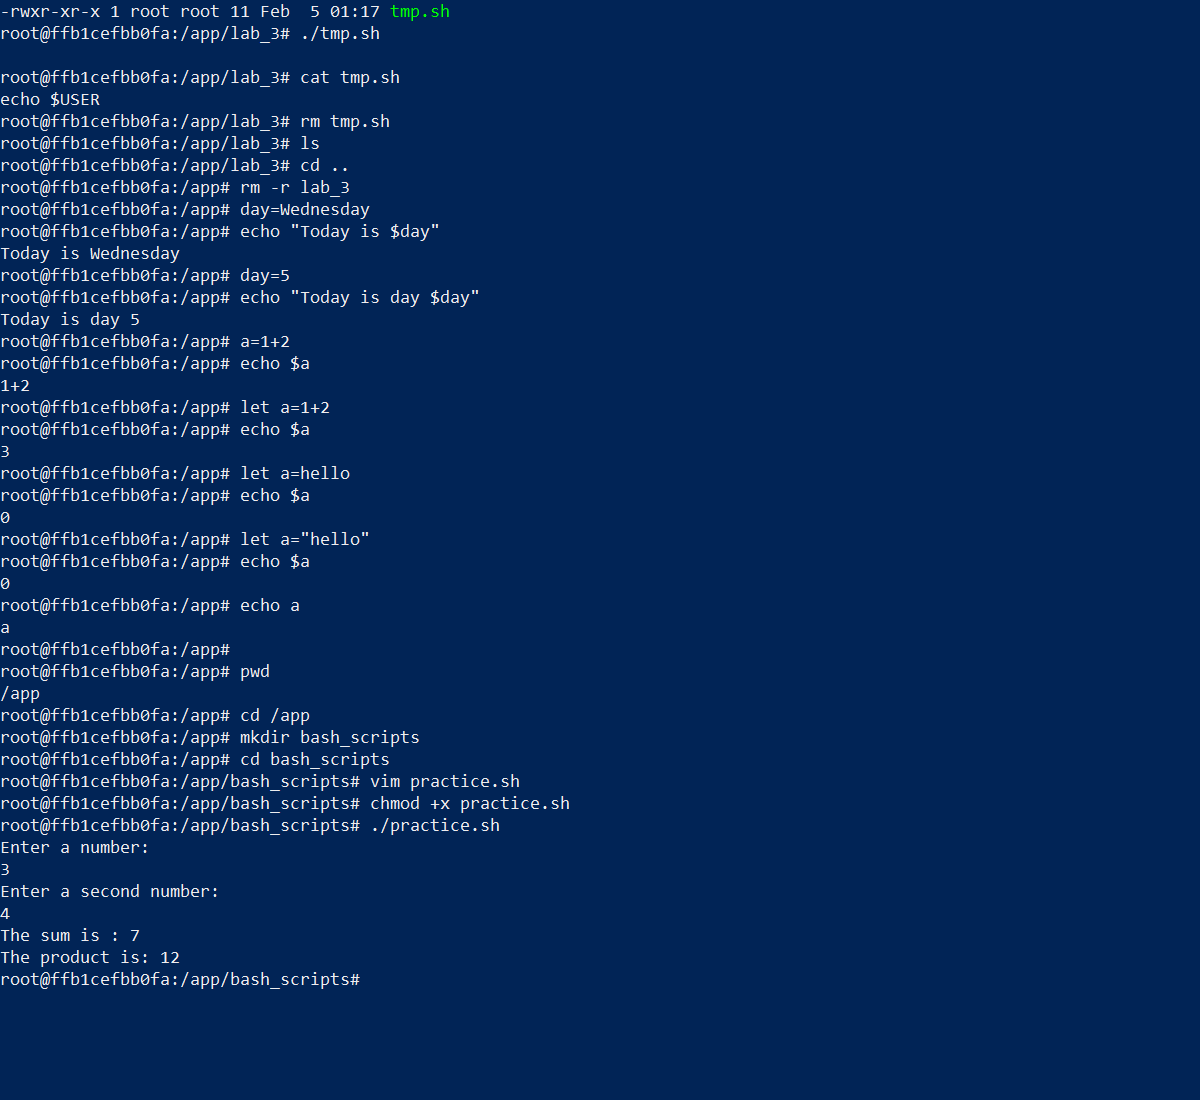 -rwxr-xr-x 1 root root 11 Feb  5 01:17 tmp.sh
root@ffb1cefbb0fa:/app/lab_3# ./tmp.sh

root@ffb1cefbb0fa:/app/lab_3# cat tmp.sh
echo $USER
root@ffb1cefbb0fa:/app/lab_3# rm tmp.sh
root@ffb1cefbb0fa:/app/lab_3# ls
root@ffb1cefbb0fa:/app/lab_3# cd ..
root@ffb1cefbb0fa:/app# rm -r lab_3
root@ffb1cefbb0fa:/app# day=Wednesday
root@ffb1cefbb0fa:/app# echo "Today is $day"
Today is Wednesday
root@ffb1cefbb0fa:/app# day=5
root@ffb1cefbb0fa:/app# echo "Today is day $day"
Today is day 5
root@ffb1cefbb0fa:/app# a=1+2
root@ffb1cefbb0fa:/app# echo $a
1+2
root@ffb1cefbb0fa:/app# let a=1+2
root@ffb1cefbb0fa:/app# echo $a
3
root@ffb1cefbb0fa:/app# let a=hello
root@ffb1cefbb0fa:/app# echo $a
0
root@ffb1cefbb0fa:/app# let a="hello"
root@ffb1cefbb0fa:/app# echo $a
0
root@ffb1cefbb0fa:/app# echo a
a
root@ffb1cefbb0fa:/app#
root@ffb1cefbb0fa:/app# pwd
/app
root@ffb1cefbb0fa:/app# cd /app
root@ffb1cefbb0fa:/app# mkdir bash_scripts
root@ffb1cefbb0fa:/app# cd bash_scripts
root@ffb1cefbb0fa:/app/bash_scripts# vim practice.sh
root@ffb1cefbb0fa:/app/bash_scripts# chmod +x practice.sh
root@ffb1cefbb0fa:/app/bash_scripts# ./practice.sh
Enter a number:
3
Enter a second number:
4
The sum is : 7
The product is: 12
root@ffb1cefbb0fa:/app/bash_scripts#